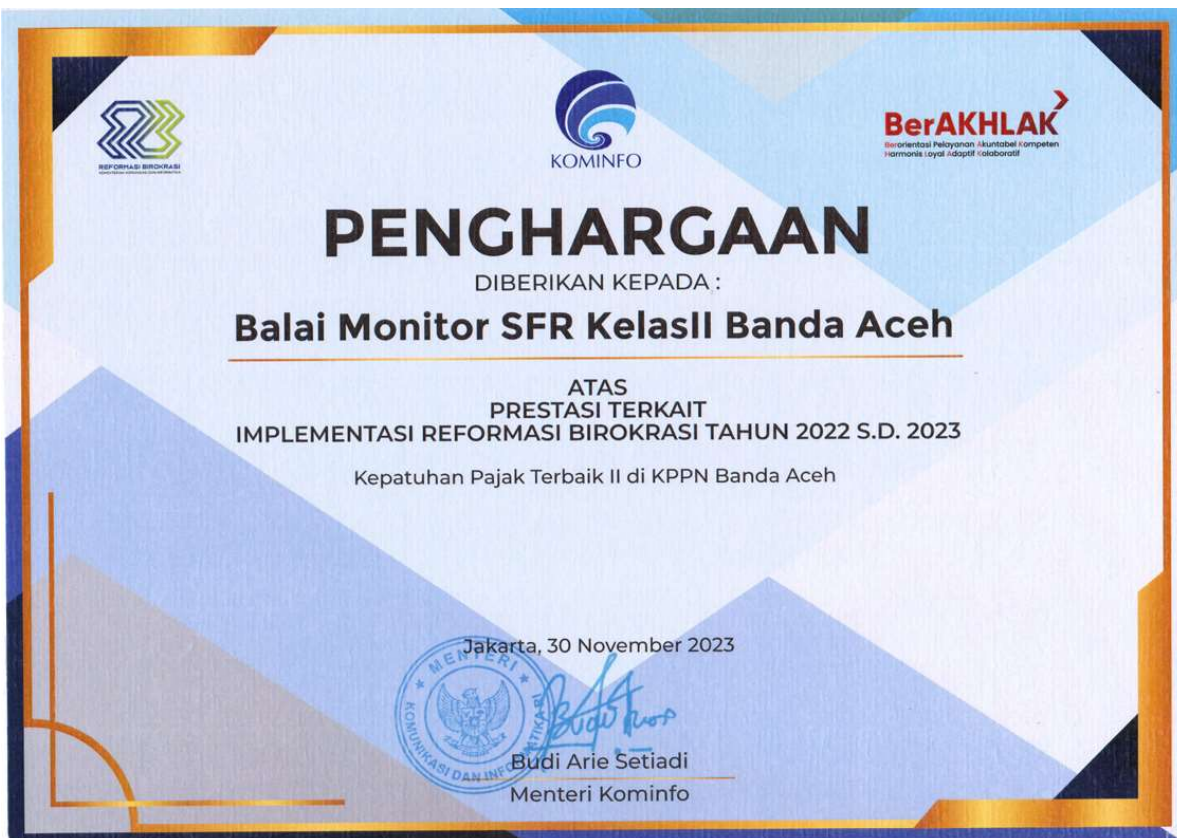 REFORMASI BIROKRASI
KOMINFO
BerAKHLAK
Berorientasi Pelayanan Akuntabel Kompeten
Harmonis Loyal Adaptif Kolaboratif
PENGHARGAAN
DIBERIKAN KEPADA :
Balai Monitor SFR KelasII Banda Aceh
ATAS
PRESTASI TERKAIT
IMPLEMENTASI REFORMASI BIROKRASI TAHUN 2022 S.D. 2023
Kepatuhan Pajak Terbaik II di KPPN Banda Aceh
Jakarta, 30 November 2023
MENTERI
KOMUNIKASI DAN INFORMATIKA RI
Budi Arie Setiadi
Menteri Kominfo